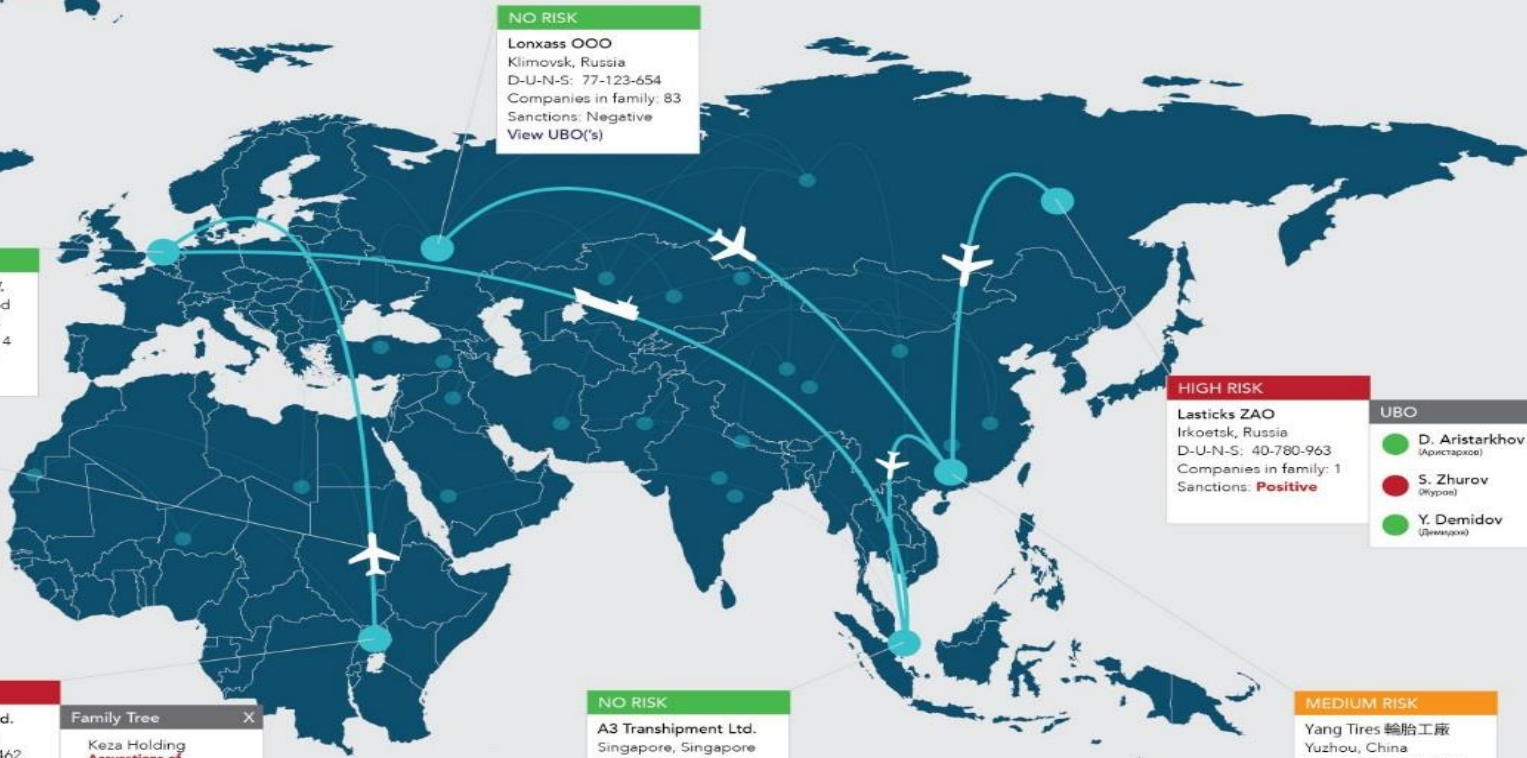 NO RISK
Lonxass OOO
Klimovsk, Russia
D-U-N-S: 77-123-654
Companies in family: 83
Sanctions: Negative
View UBO('s)
d
4
HIGH RISK
Lasticks ZAO
Irkoetsk, Russia
D-U-N-S: 40-780-963
Companies in family: 1
Sanctions: Positive
UBO
D. Aristarkhov
(Аристархов)
S. Zhurov
(Журов)
Y. Demidov
(Демидов)
d.
462
Family Tree X
Keza Holding
NO RISK
A3 Transhipment Ltd.
Singapore, Singapore
MEDIUM RISK
Yang Tires 輪胎工廠
Yuzhou, China